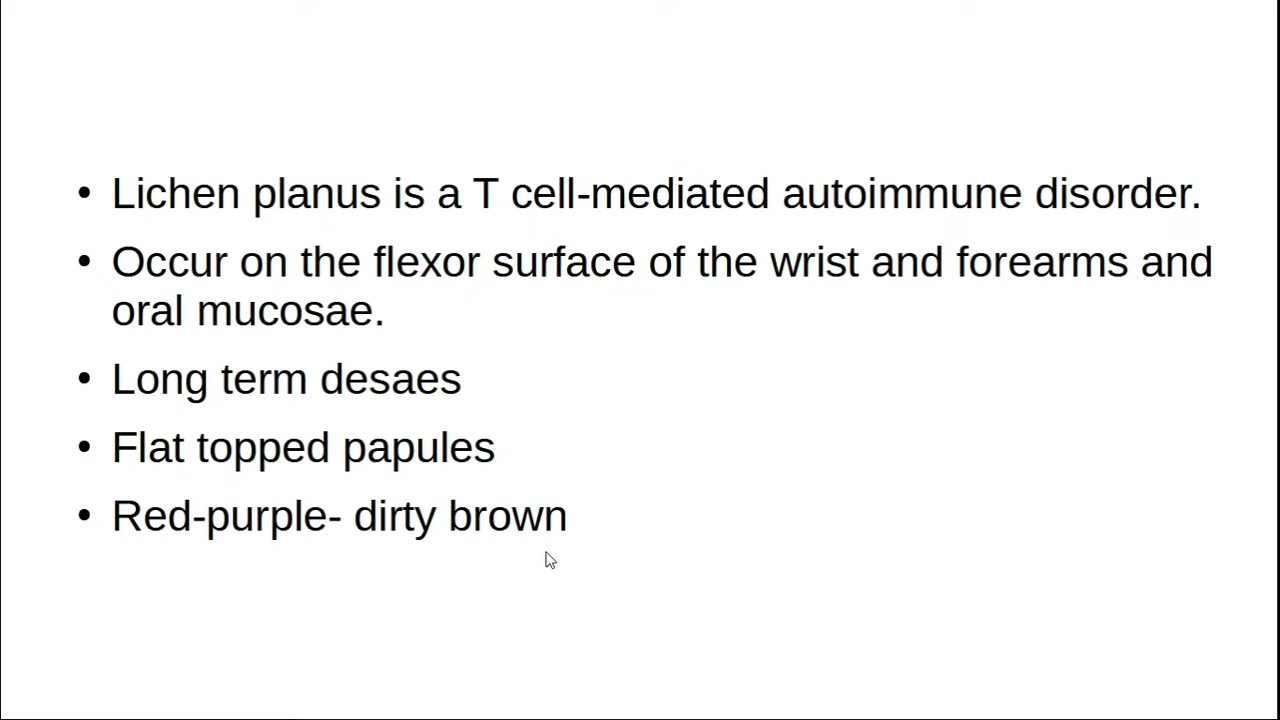 • Lichen planus is a T cell-mediated autoimmune disorder.
• Occur on the flexor surface of the wrist and forearms and
oral mucosae.
• Long term desaes
• Flat topped papules
• Red-purple- dirty brown